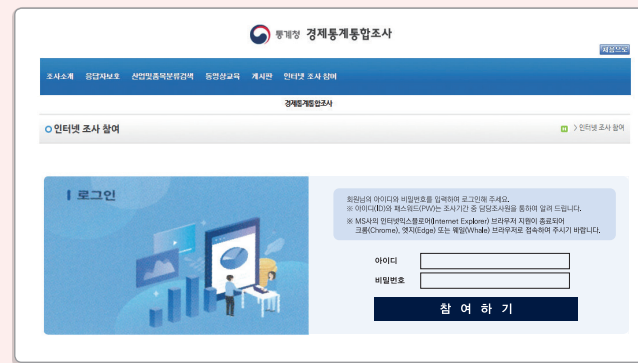 통계청 경제통계통합조사
처음으로
조사소개 응답자보호 산업및품목분류검색 동영상교육 게시판 인터넷 조사 참여
경제통계통합조사
인터넷 조사 참여
H > 인터넷 조사 참여
로그인
회원님의 아이디와 비밀번호를 입력하여 로그인해 주세요.
※ 아이디(ID)와 패스워드(PW)는 조사기간 중 담당조사원을 통하여 알려 드립니다.
※ MS사의 인터넷익스플로어(Internet Explorer) 브라우저 지원이 종료되어
크롬(Chrome), 엣지(Edge) 또는 웨일(Whale) 브라우저로 접속하여 주시기 바랍니다.
아이디
비밀번호
참 여 하 기